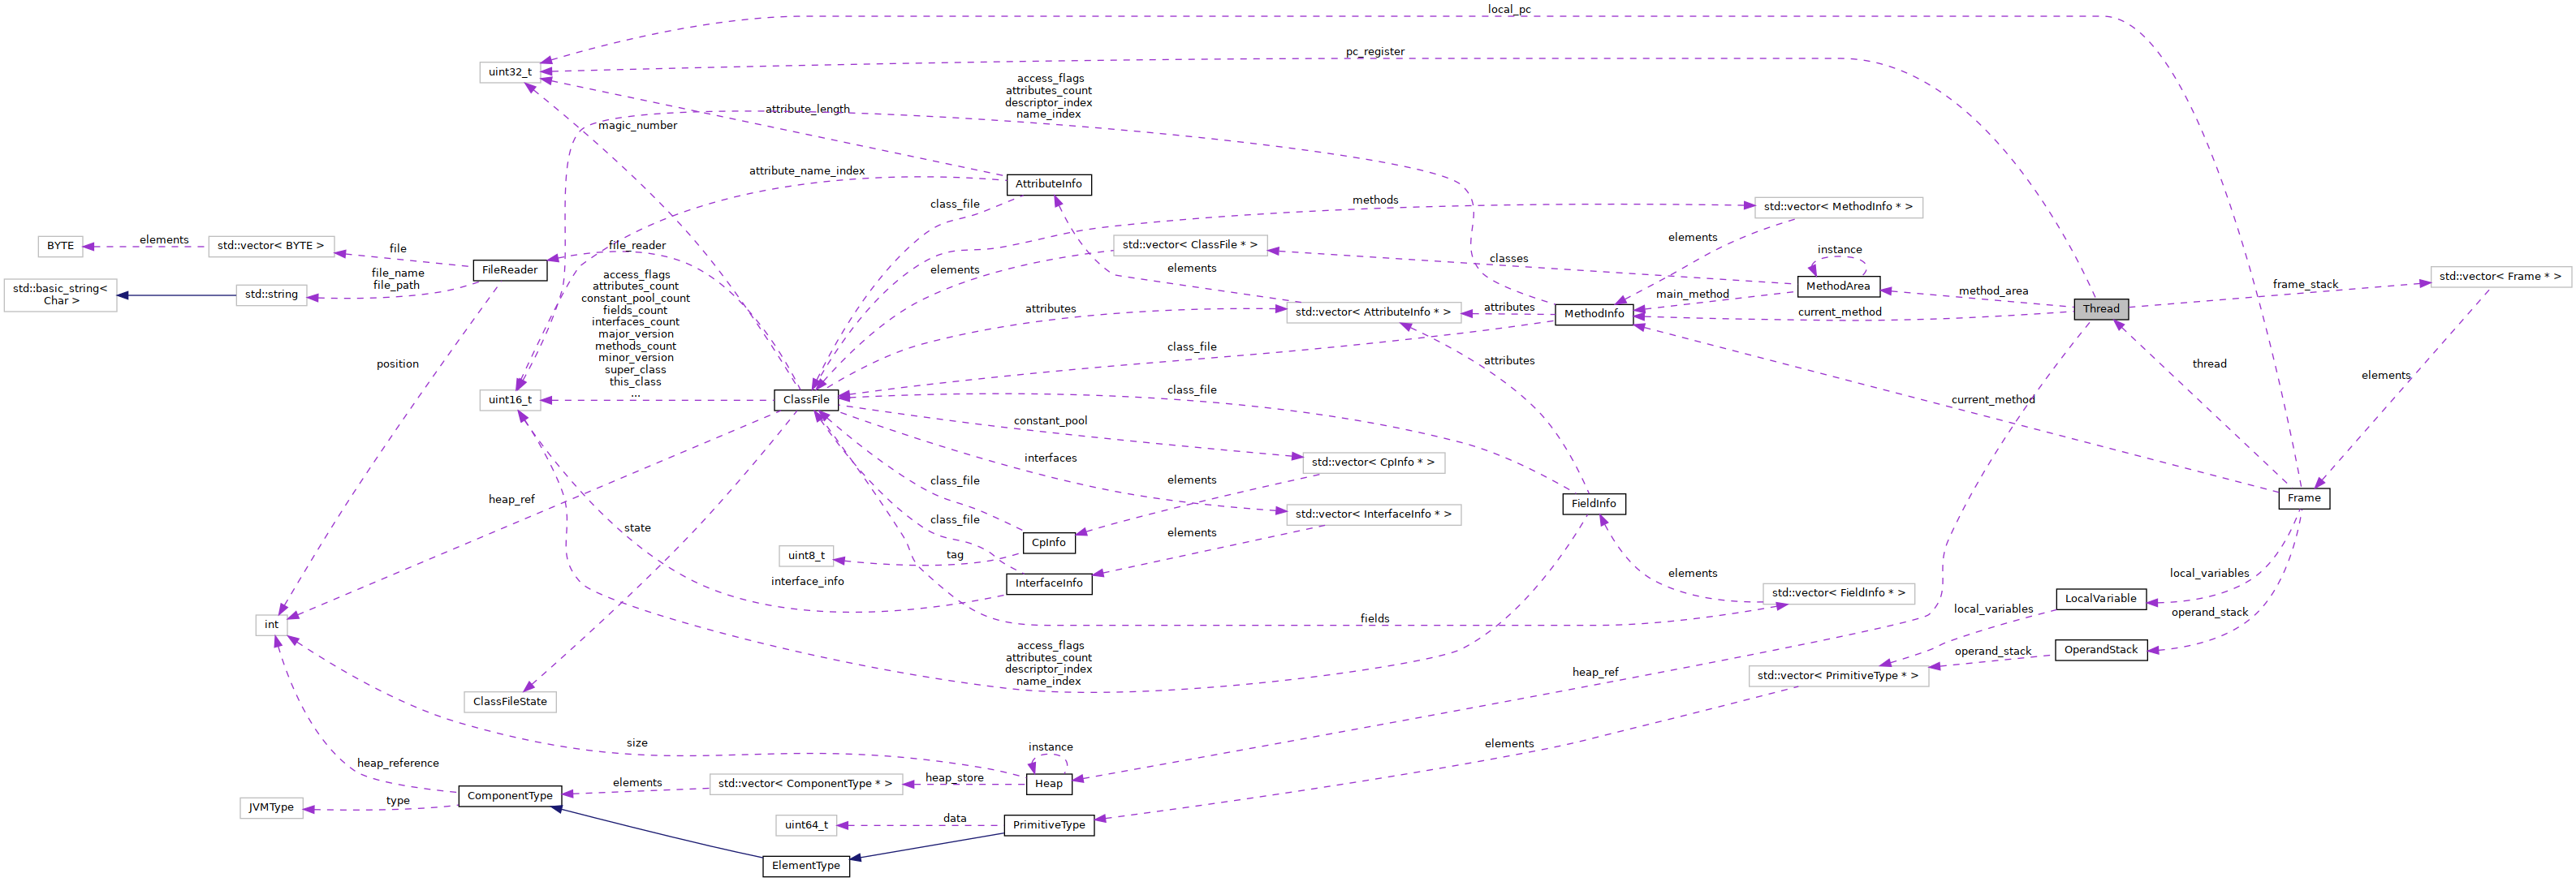 local_pc
pc_register
uint32_t
access_flags
attributes_count
descriptor_index
name_index
attribute_length
magic_number
attribute_name_index
AttributeInfo
class_file
methods
std::vector< MethodInfo * >
elements
BYTE
elements
std::vector< BYTE >
file
file_reader
std::vector< ClassFile * >
classes
instance
FileReader
elements
elements
MethodArea
method_area
frame_stack
std::vector< Frame * >
std::basic_string<
Char >
std::string
file_name
file_path
access_flags
attributes_count
constant_pool_count
fields_count
interfaces_count
major_version
methods_count
minor_version
super_class
this_class
...
main_method
attributes
std::vector< AttributeInfo * >
attributes
MethodInfo
current_method
Thread
class_file
attributes
position
thread
elements
uint16_t
ClassFile
class_file
current_method
constant_pool
interfaces
std::vector< CpInfo * >
class_file
elements
heap_ref
FieldInfo
Frame
state
class_file
std::vector< InterfaceInfo * >
elements
CpInfo
uint8_t
tag
interface_info
InterfaceInfo
elements
local_variables
std::vector< FieldInfo * >
LocalVariable
local_variables
operand_stack
int
fields
access_flags
attributes_count
descriptor_index
name_index
OperandStack
operand_stack
heap_ref
std::vector< PrimitiveType * >
ClassFileState
size
instance
elements
heap_reference
elements
std::vector< ComponentType * >
heap_store
Heap
JVMType
type
ComponentType
uint64_t
data
PrimitiveType
ElementType